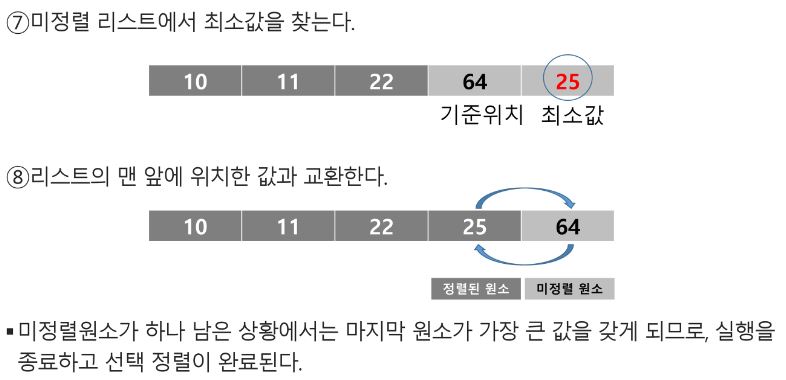 ⑦미정렬 리스트에서 최소값을 찾는다.
10 11 22 64 25
기준위치 최소값
⑧리스트의 맨 앞에 위치한 값과 교환한다.
10 11 22 25 64
정렬된 원소 미정렬 원소
▪미정렬원소가 하나 남은 상황에서는 마지막 원소가 가장 큰 값을 갖게 되므로, 실행을
종료하고 선택 정렬이 완료된다.